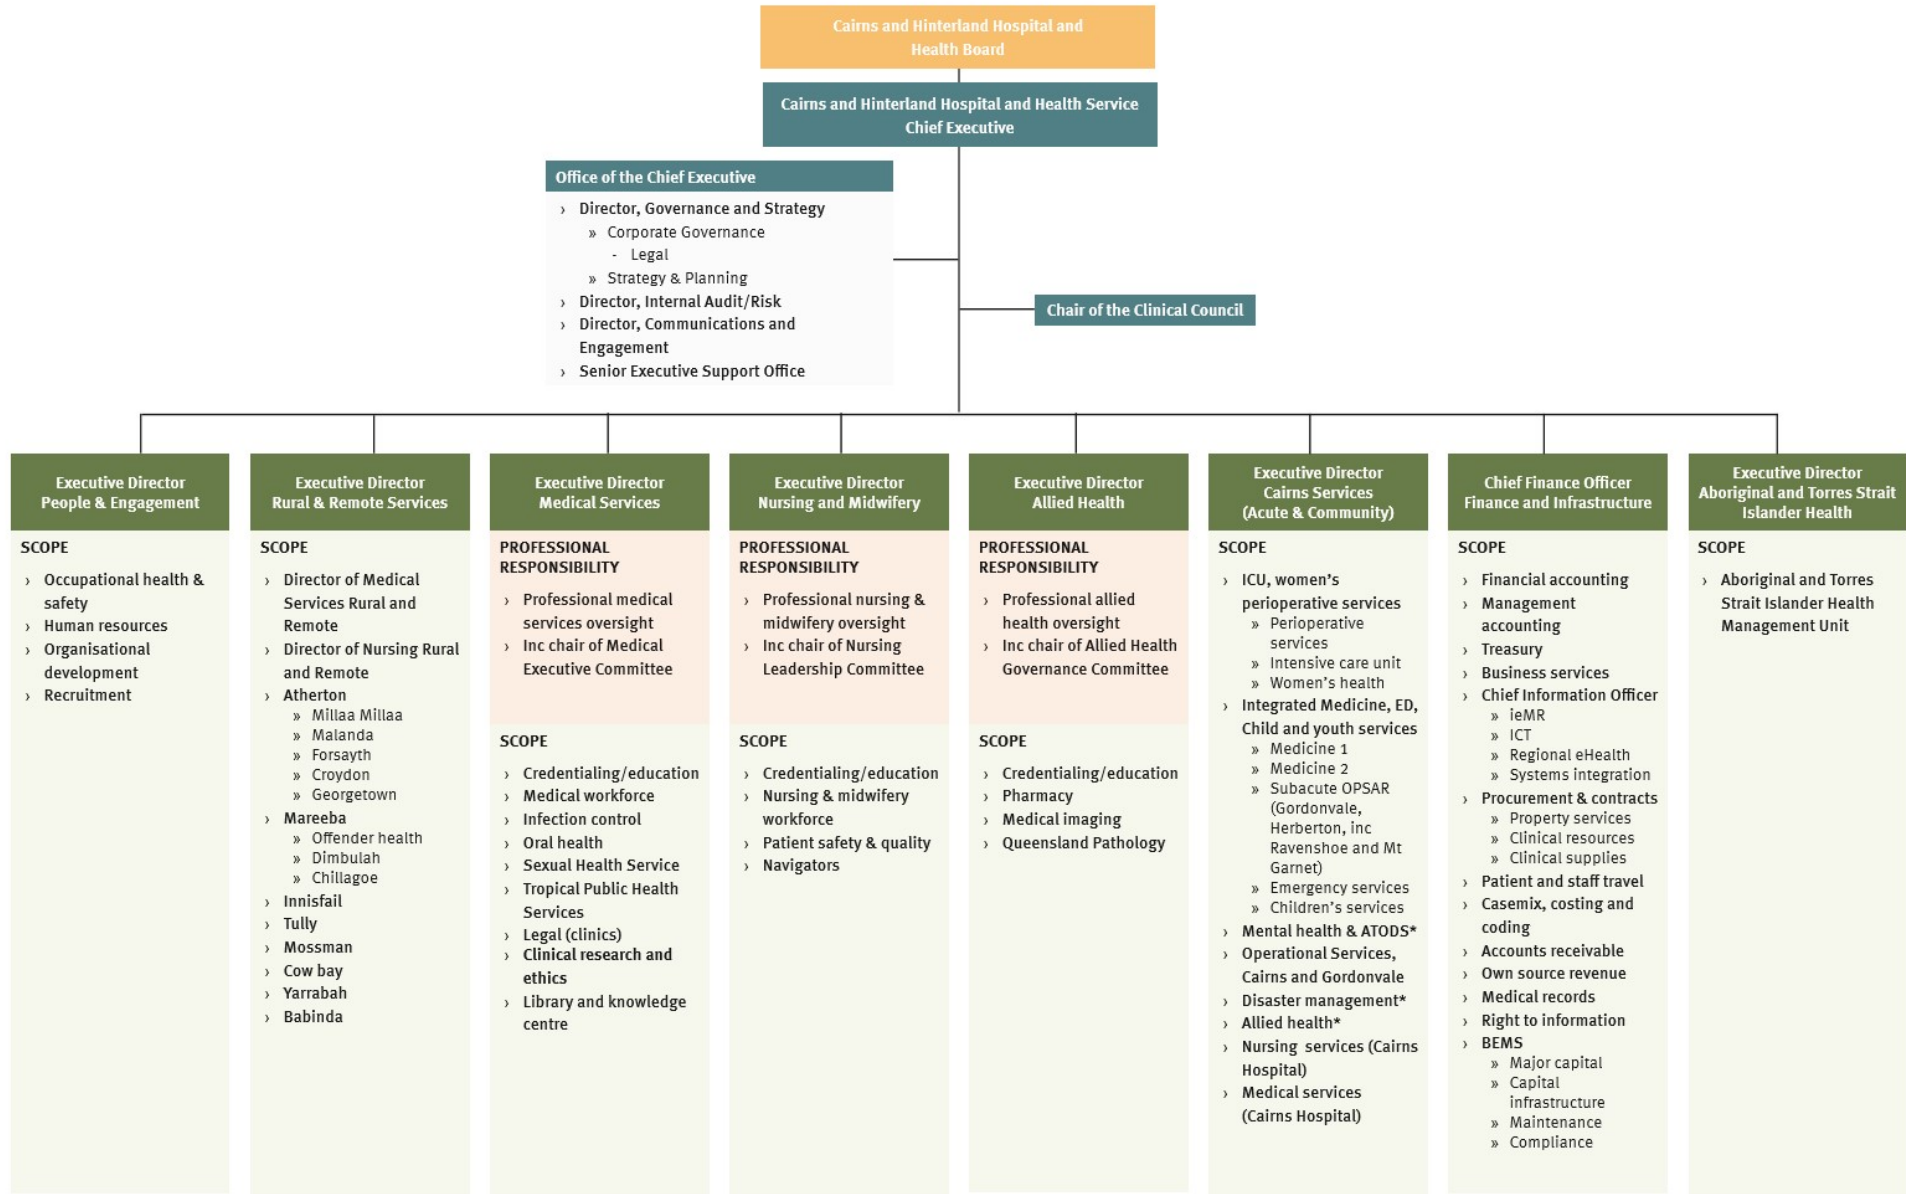 Cairns and Hinterland Hospital and
Health Board
Cairns and Hinterland Hospital and Health Service
Chief Executive
Office of the Chief Executive
› Director, Governance and Strategy
» Corporate Governance
- Legal
» Strategy & Planning
› Director, Internal Audit/Risk
› Director, Communications and
Engagement
› Senior Executive Support Office
Chair of the Clinical Council
Executive Director
People & Engagement
SCOPE
› Occupational health &
safety
› Human resources
› Organisational
development
› Recruitment
Executive Director
Rural & Remote Services
SCOPE
› Director of Medical
Services Rural and
Remote
› Director of Nursing Rural
and Remote
› Atherton
» Millaa Millaa
» Malanda
» Forsayth
» Croydon
» Georgetown
› Mareeba
» Offender health
» Dimbulah
» Chillagoe
› Innisfail
› Tully
› Mossman
› Cow bay
› Yarrabah
› Babinda
Executive Director
Medical Services
PROFESSIONAL
RESPONSIBILITY
› Professional medical
services oversight
› Inc chair of Medical
Executive Committee
SCOPE
› Credentialing/education
› Medical workforce
› Infection control
› Oral health
› Sexual Health Service
› Tropical Public Health
Services
› Legal (clinics)
› Clinical research and
ethics
› Library and knowledge
centre
Executive Director
Nursing and Midwifery
PROFESSIONAL
RESPONSIBILITY
› Professional nursing &
midwifery oversight
› Inc chair of Nursing
Leadership Committee
SCOPE
› Credentialing/education
› Nursing & midwifery
workforce
› Patient safety & quality
› Navigators
Executive Director
Allied Health
PROFESSIONAL
RESPONSIBILITY
› Professional allied
health oversight
› Inc chair of Allied Health
Governance Committee
SCOPE
› Credentialing/education
› Pharmacy
› Medical imaging
› Queensland Pathology
Executive Director
Cairns Services
(Acute & Community)
SCOPE
› ICU, women's
perioperative services
» Perioperative
services
» Intensive care unit
» Women's health
› Integrated Medicine, ED,
Child and youth services
» Medicine 1
» Medicine 2
» Subacute OPSAR
(Gordonvale,
Herberton, inc
Ravenshoe and Mt
Garnet)
» Emergency services
» Children's services
› Mental health & ATODS*
› Operational Services,
Cairns and Gordonvale
› Disaster management*
› Allied health*
› Nursing services (Cairns
Hospital)
› Medical services
(Cairns Hospital)
Chief Finance Officer
Finance and Infrastructure
SCOPE
› Financial accounting
› Management
accounting
› Treasury
› Business services
› Chief Information Officer
» ieMR
» ICT
» Regional eHealth
» Systems integration
› Procurement & contracts
» Property services
» Clinical resources
» Clinical supplies
› Patient and staff travel
› Casemix, costing and
coding
› Accounts receivable
› Own source revenue
› Medical records
› Right to information
› BEMS
» Major capital
» Capital
infrastructure
» Maintenance
» Compliance
Executive Director
Aboriginal and Torres Strait
Islander Health
SCOPE
› Aboriginal and Torres
Strait Islander Health
Management Unit